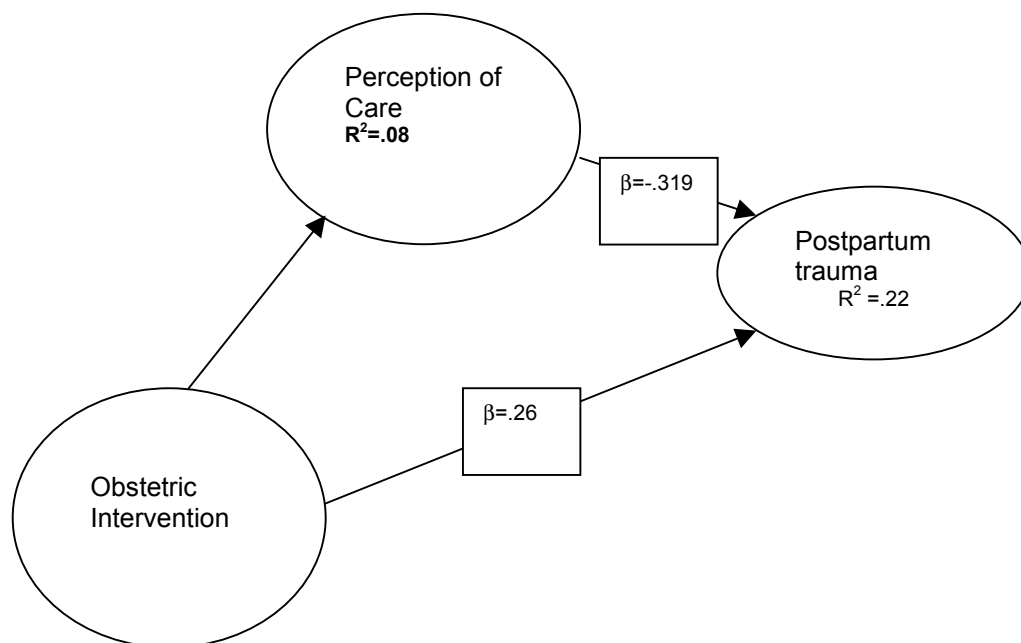 Perception of
Care
R²=.08
β=-.319
Postpartum
trauma
R² =.22
β=.26
Obstetric
Intervention